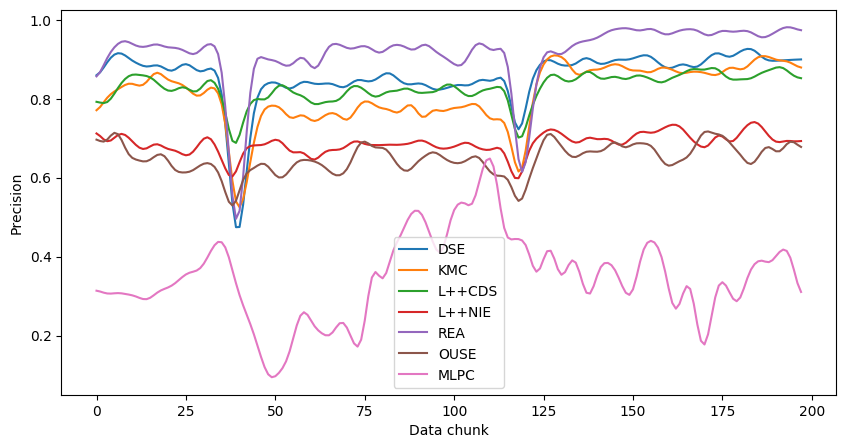 1.0
0.8
0.6
0.4
0.2
Precision
0
25
50
75
100
125
150
175
200
Data chunk
DSE
KMC
L++CDS
L++NIE
REA
OUSE
MLPC